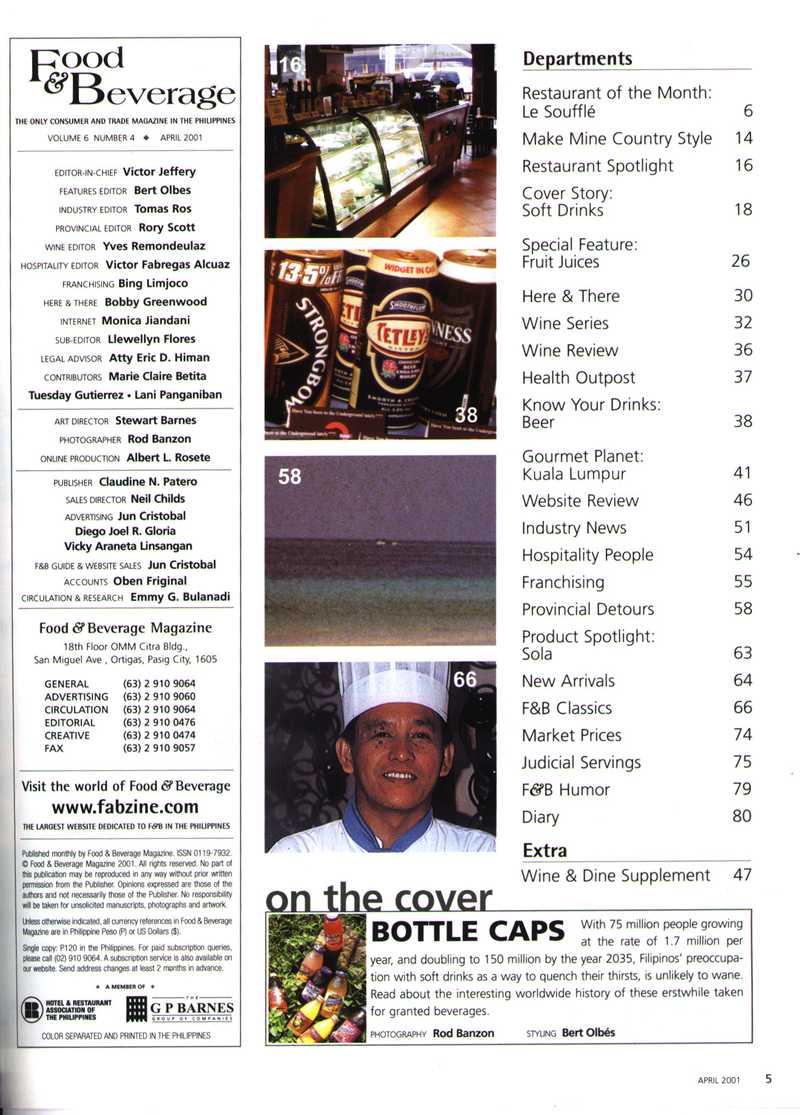 Food
& Beverage
THE ONLY CONSUMER AND TRADE MAGAZINE IN THE PHILIPPINES
VOLUME 6 NUMBER 4 ◆ APRIL 2001
EDITOR-IN-CHIEF Victor Jeffery
FEATURES EDITOR Bert Olbes
INDUSTRY EDITOR Tomas Ros
PROVINCIAL EDITOR Rory Scott
WINE EDITOR Yves Remondeulaz
HOSPITALITY EDITOR Victor Fabregas Alcuaz
FRANCHISING Bing Limjoco
HERE & THERE Bobby Greenwood
INTERNET Monica Jiandani
SUB-EDITOR Llewellyn Flores
LEGAL ADVISOR Atty Eric D. Himan
CONTRIBUTORS Marie Claire Betita
Tuesday Gutierrez • Lani Panganiban
ART DIRECTOR Stewart Barnes
PHOTOGRAPHER Rod Banzon
ONLINE PRODUCTION Albert L. Rosete
PUBLISHER Claudine N. Patero
SALES DIRECTOR Neil Childs
ADVERTISING Jun Cristobal
Diego Joel R. Gloria
Vicky Araneta Linsangan
F&B GUIDE & WEBSITE SALES Jun Cristobal
ACCOUNTS Oben Friginal
CIRCULATION & RESEARCH Emmy G. Bulanadi
Food & Beverage Magazine
18th Floor OMM Citra Bldg.,
San Miguel Ave , Ortigas, Pasig City, 1605
GENERAL (63) 2 910 9064
ADVERTISING (63) 2 910 9060
CIRCULATION (63) 2 910 9064
EDITORIAL (63) 2 910 0476
CREATIVE (63) 2 910 0474
FAX (63) 2 910 9057
Visit the world of Food & Beverage
www.fabzine.com
THE LARGEST WEBSITE DEDICATED TO F&B IN THE PHILIPPINES
Published monthly by Food & Beverage Magazine. ISSN 0119-7932.
© Food & Beverage Magazine 2001. All rights reserved. No part of
this publication may be reproduced in any way without prior written
permission from the Publisher. Opinions expressed are those of the
authors and not necessarily those of the Publisher. No responsibility
will be taken for unsolicited manuscripts, photographs and artwork.
Unless otherwise indicated, all currency references in Food & Beverage
Magazine are in Philippine Peso (P) or US Dollars ($).
Single copy: P120 in the Philippines. For paid subscription queries,
please call (02) 910 9064. A subscription service is also available on
our website. Send address changes at least 2 months in advance.
◆ A MEMBER OF ◆
HOTEL & RESTAURANT
ASSOCIATION OF
THE PHILIPPINES
THE
G P BARNES
GROUP OF COMPANIES
COLOR SEPARATED AND PRINTED IN THE PHILIPPINES
16
13·5%
STRONGBOW
WIDGET IN CAN
SMOOTHFLOW
TETLEY'S
OFFICIAL
BEER
ENGLAND
RUGBY
Have You been to the Underground lately
38
58
66
Departments
Restaurant of the Month:
Le Soufflé 6
Make Mine Country Style 14
Restaurant Spotlight 16
Cover Story:
Soft Drinks 18
Special Feature:
Fruit Juices 26
Here & There 30
Wine Series 32
Wine Review 36
Health Outpost 37
Know Your Drinks:
Beer 38
Gourmet Planet:
Kuala Lumpur 41
Website Review 46
Industry News 51
Hospitality People 54
Franchising 55
Provincial Detours 58
Product Spotlight:
Sola 63
New Arrivals 64
F&B Classics 66
Market Prices 74
Judicial Servings 75
F&B Humor 79
Diary 80
Extra
Wine & Dine Supplement 47
on the cover
BOTTLE CAPS With 75 million people growing
at the rate of 1.7 million per
year, and doubling to 150 million by the year 2035, Filipinos' preoccupa-
tion with soft drinks as a way to quench their thirsts, is unlikely to wane.
Read about the interesting worldwide history of these erstwhile taken
for granted beverages.
PHOTOGRAPHY Rod Banzon STYLING Bert Olbés
APRIL 2001 5